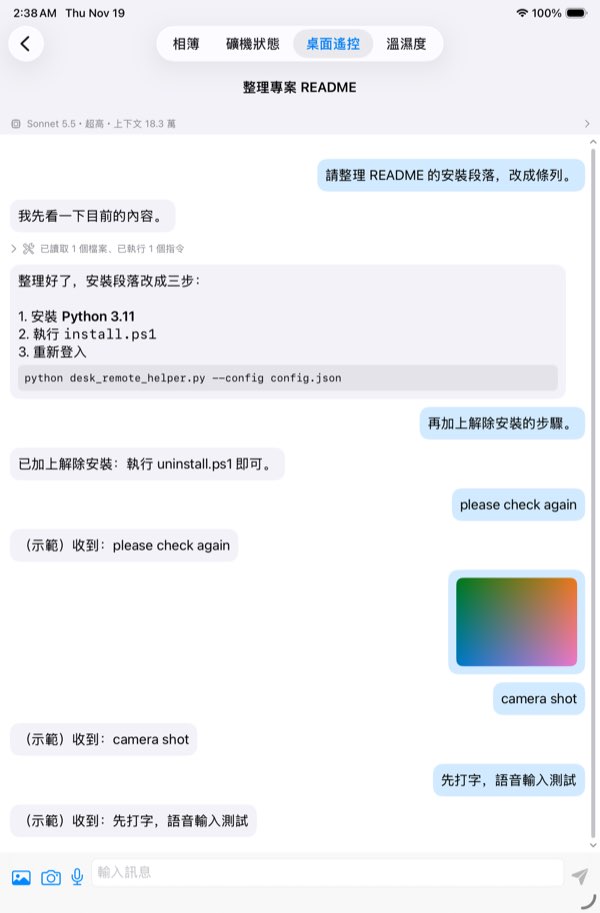 2:38 AM Thu Nov 19 100%
相簿 礦機狀態 桌面遙控 溫濕度
整理專案 README
Sonnet 5.5・超高・上下文 18.3 萬
請整理 README 的安裝段落，改成條列。
我先看一下目前的內容。
已讀取 1 個檔案、已執行 1 個指令
整理好了，安裝段落改成三步：
1. 安裝 Python 3.11
2. 執行 install.ps1
3. 重新登入
python desk_remote_helper.py --config config.json
再加上解除安裝的步驟。
已加上解除安裝：執行 uninstall.ps1 即可。
please check again
（示範）收到：please check again
camera shot
（示範）收到：camera shot
先打字，語音輸入測試
（示範）收到：先打字，語音輸入測試
輸入訊息